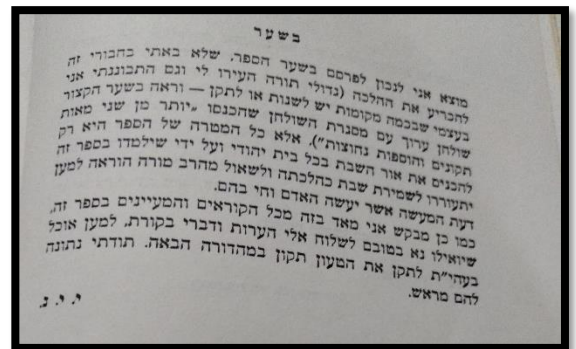 בשער
מוצא אני לנכון לפרסם בשער הספר, שלא באתי בחבורי זה
להכריע את ההלכה (גדולי תורה העירו לי וגם התבוננתי אני
בעצמי שבכמה מקומות יש לשנות או לתקן — וראה בשער הקצור
שולחן ערוך עם מסגרת השולחן שהכנסו „יותר מן שני מאות
תקונים והוספות נחוצות"). אלא כל המטרה של הספר היא רק
להכנים את אור השבת בכל בית יהודי ועל ידי שילמדו בספר זה
יתעוררו לשמירת שבת כהלכתה ולשאול מהרב מורה הוראה למען
דעת המעשה אשר יעשה האדם וחי בהם.
כמו כן מבקש אני מאד בזה מכל הקוראים והמעיינים בספר זה,
שיואילו נא בטובם לשלוח אלי הערות ודברי בקורת, למען אוכל
בעהי"ת לתקן את הטעון תקון במהדורה הבאה. תודתי נתונה
להם מראש.
י. י. נ.